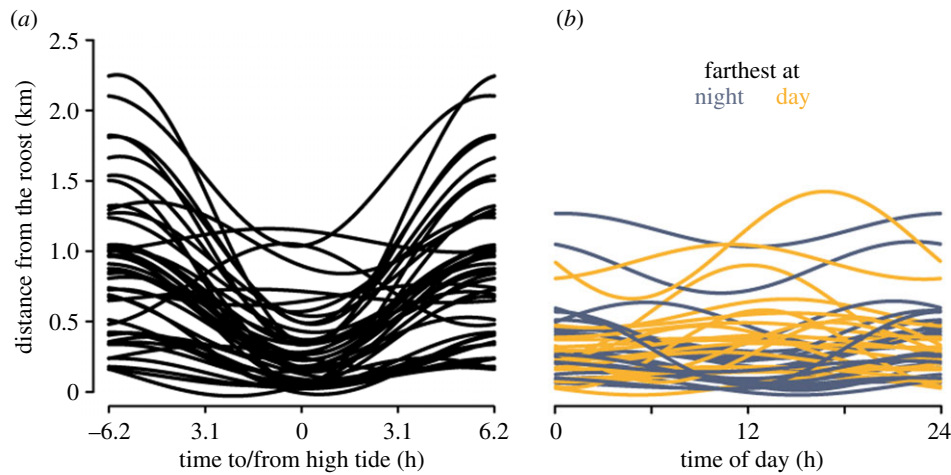 (a)
(b)
distance from the roost (km)
2.5
2.0
1.5
1.0
0.5
0
–6.2 3.1 0 3.1 6.2
time to/from high tide (h)
farthest at
night day
0 12 24
time of day (h)